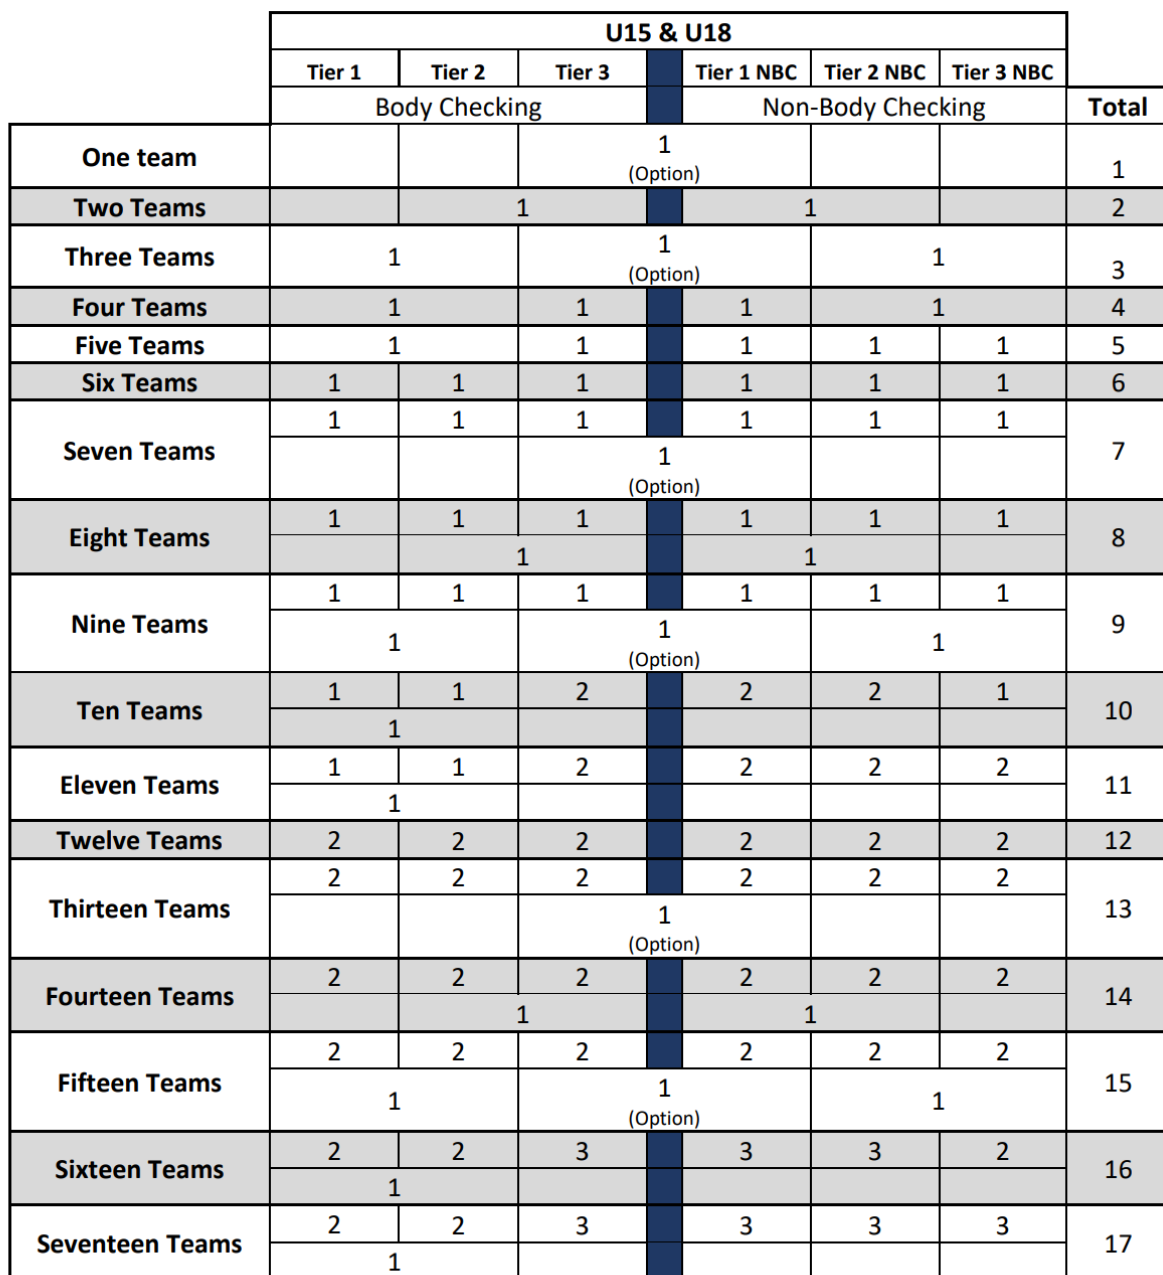 U15 & U18
Tier 1 Tier 2 Tier 3 Tier 1 NBC Tier 2 NBC Tier 3 NBC
Body Checking Non-Body Checking Total
One team 1 (Option) 1
Two Teams 1 1 2
Three Teams 1 1 (Option) 1 3
Four Teams 1 1 1 1 4
Five Teams 1 1 1 1 1 5
Six Teams 1 1 1 1 1 1 6
Seven Teams 1 1 1 1 1 1 7
1 (Option)
Eight Teams 1 1 1 1 1 1 8
1 1
Nine Teams 1 1 1 1 1 1 9
1 1 (Option) 1
Ten Teams 1 1 2 2 2 1 10
1
Eleven Teams 1 1 2 2 2 2 11
1
Twelve Teams 2 2 2 2 2 2 12
Thirteen Teams 2 2 2 2 2 2 13
1 (Option)
Fourteen Teams 2 2 2 2 2 2 14
1 1
Fifteen Teams 2 2 2 2 2 2 15
1 1 (Option) 1
Sixteen Teams 2 2 3 3 3 2 16
1
Seventeen Teams 2 2 3 3 3 3 17
1